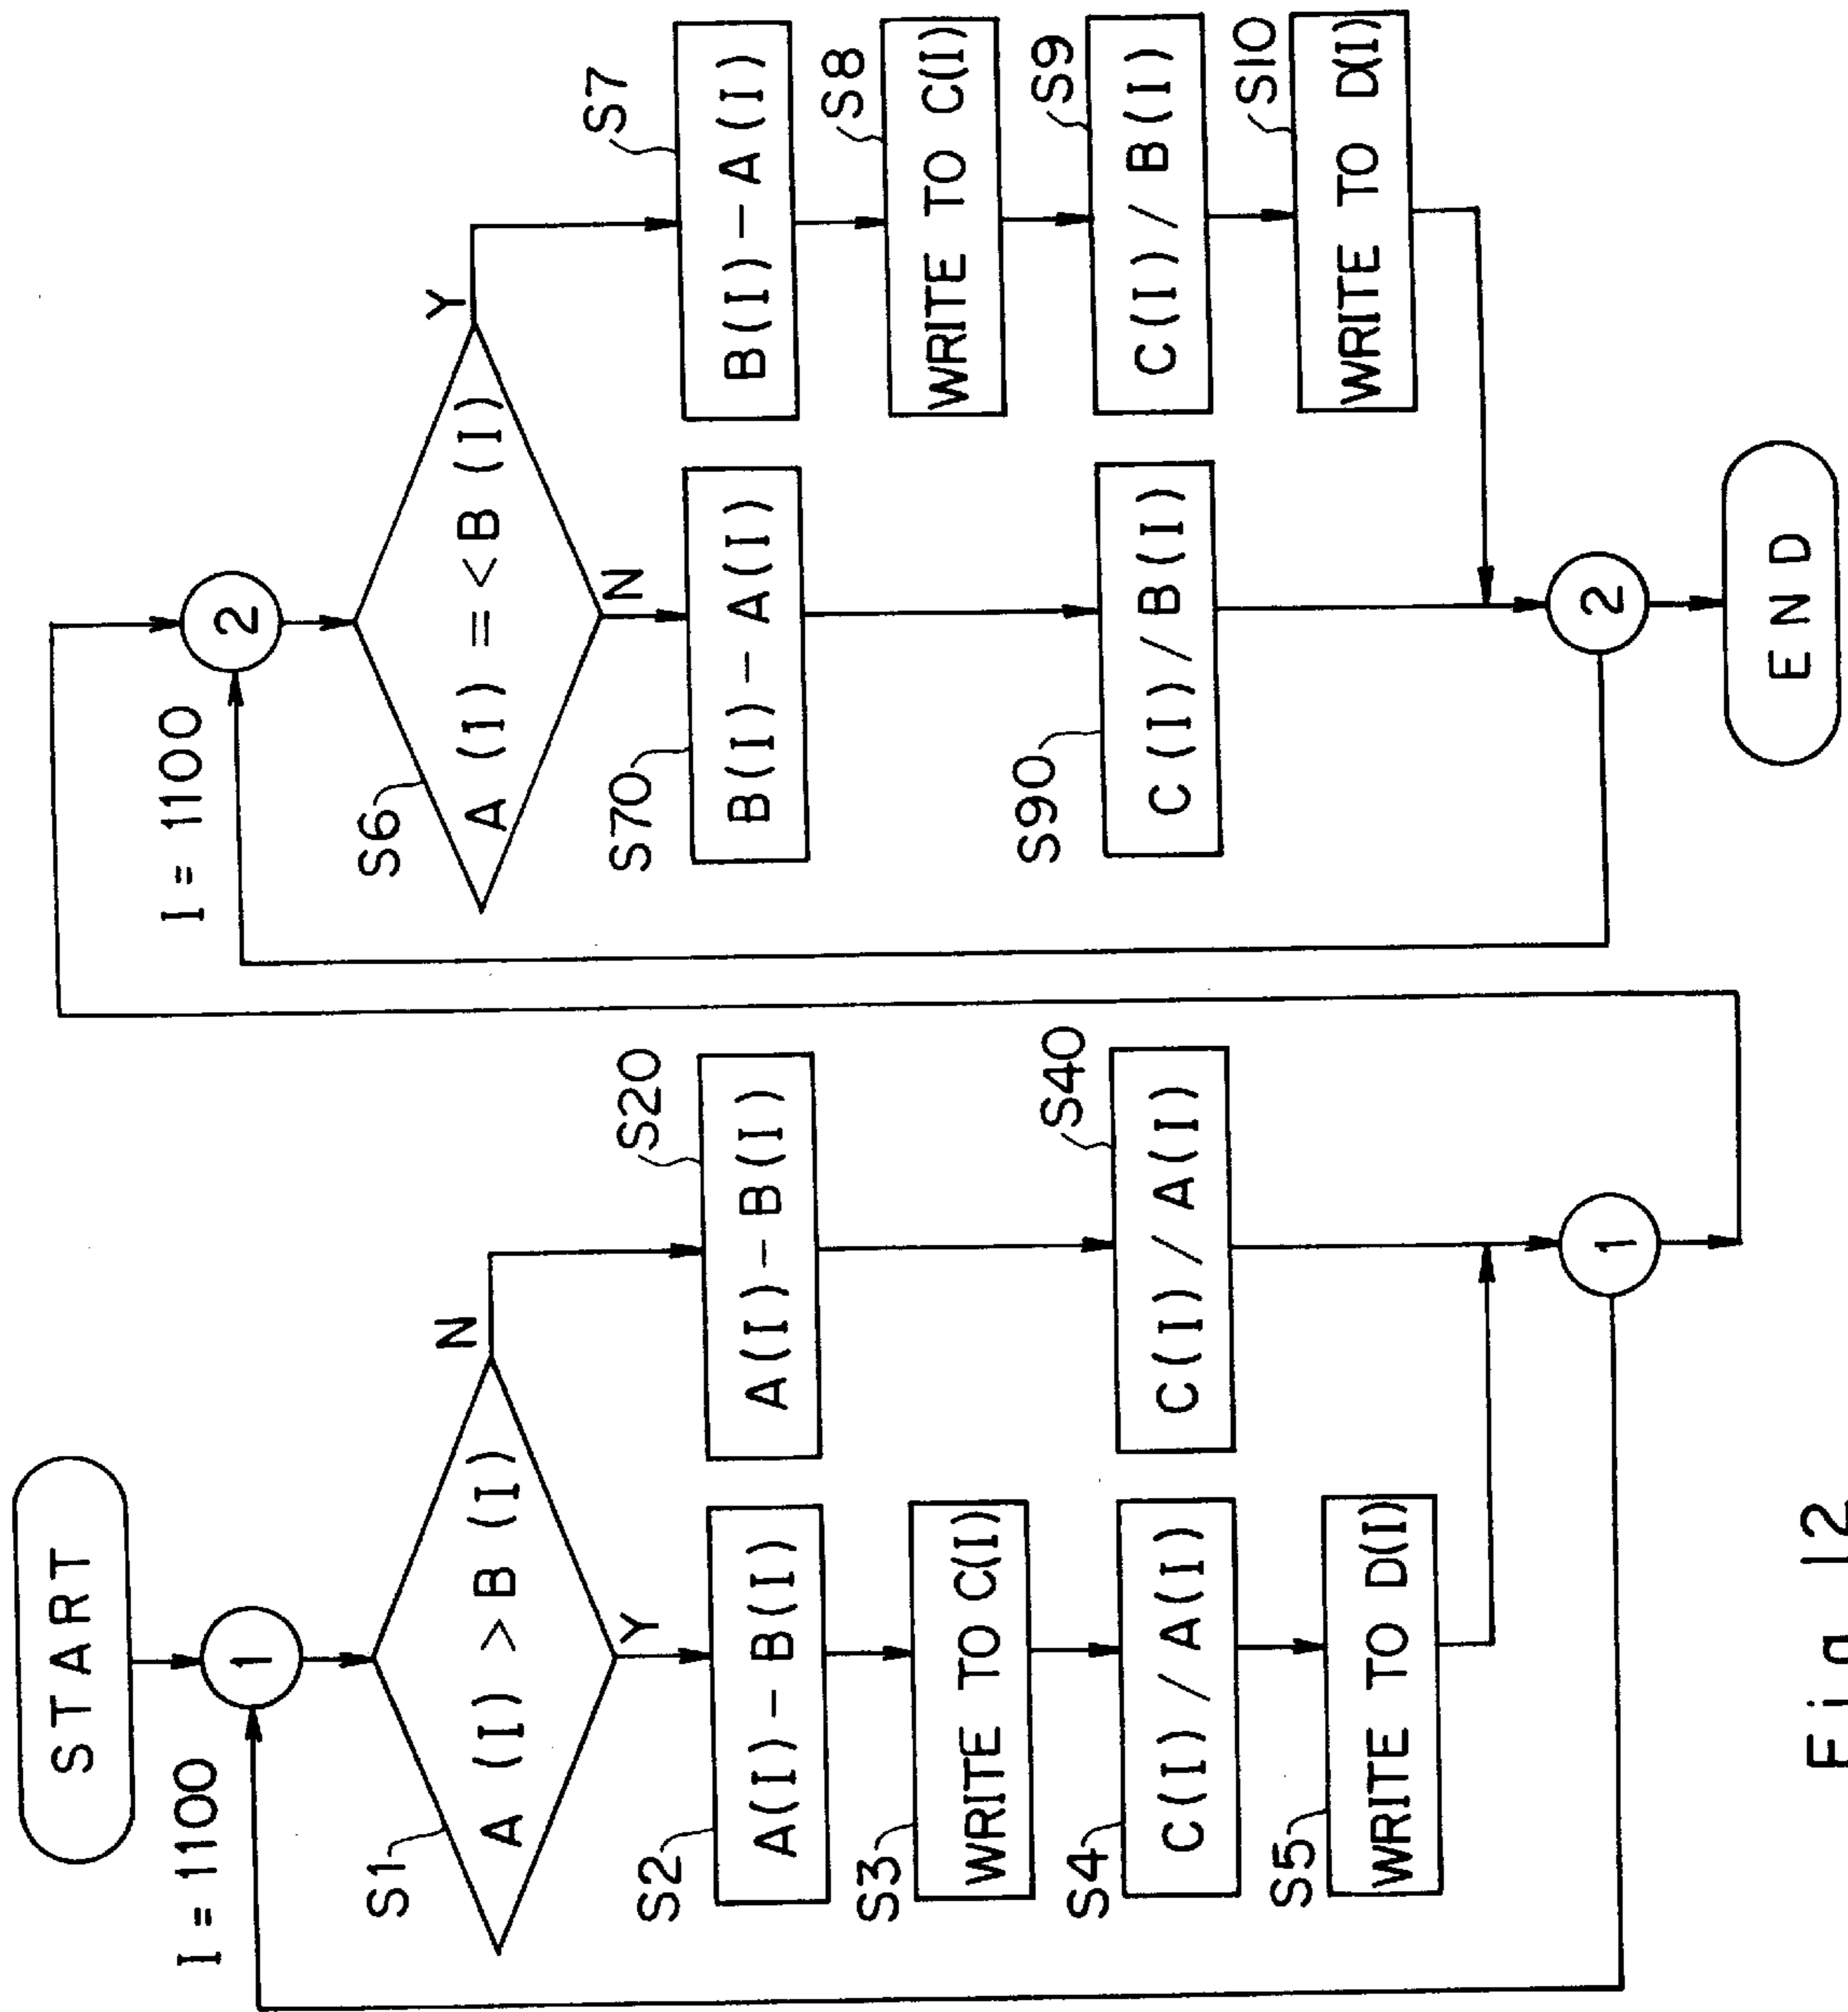 START
I = 1100
1
S1
A (I) > B (I)
N
Y
S2
A(I) - B(I)
S20
A(I) - B(I)
S3
WRITE TO C(I)
S4
C(I) / A(I)
S40
C(I) / A(I)
S5
WRITE TO D(I)
1
I = 1100
2
S6
A (I) = < B (I)
Y
N
S70
B(I) - A(I)
S7
B(I) - A(I)
S8
WRITE TO C(I)
S90
C(I) / B(I)
S9
C(I) / B(I)
S10
WRITE TO D(I)
2
END
Fig. 12